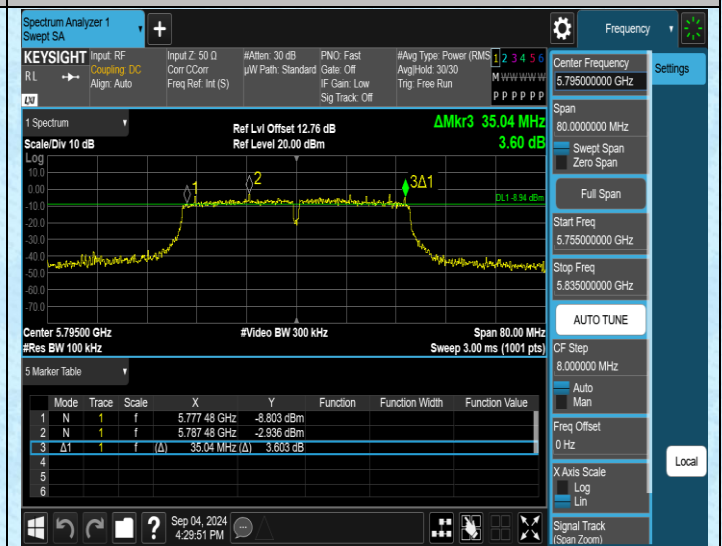 Spectrum Analyzer 1
Swept SA
+
Frequency
KEYSIGHT
RL
LXI
Input: RF
Coupling: DC
Align: Auto
Input Z: 50 Ω
Corr CCorr
Freq Ref: Int (S)
#Atten: 30 dB
µW Path: Standard
PNO: Fast
Gate: Off
IF Gain: Low
Sig Track: Off
#Avg Type: Power (RMS)
Avg|Hold: 30/30
Trig: Free Run
1 2 3 4 5 6
M W W W W W
P P P P P P
1 Spectrum
Scale/Div 10 dB
Ref Lvl Offset 12.76 dB
Ref Level 20.00 dBm
ΔMkr3 35.04 MHz
3.60 dB
Log
10.0
0.00
-10.0
-20.0
-30.0
-40.0
-50.0
-60.0
-70.0
1
2
3Δ1
DL1 -8.94 dBm
Center 5.79500 GHz
#Res BW 100 kHz
#Video BW 300 kHz
Span 80.00 MHz
Sweep 3.00 ms (1001 pts)
5 Marker Table
Mode Trace Scale X Y Function Function Width Function Value
1 N 1 f 5.777 48 GHz -8.803 dBm
2 N 1 f 5.787 48 GHz -2.936 dBm
3 Δ1 1 f (Δ) 35.04 MHz (Δ) 3.603 dB
4
5
6
Sep 04, 2024
4:29:51 PM
?
Center Frequency
5.795000000 GHz
Span
80.0000000 MHz
Swept Span
Zero Span
Full Span
Start Freq
5.755000000 GHz
Stop Freq
5.835000000 GHz
AUTO TUNE
CF Step
8.000000 MHz
Auto
Man
Freq Offset
0 Hz
X Axis Scale
Log
Lin
Signal Track
(Span Zoom)
Settings
Local